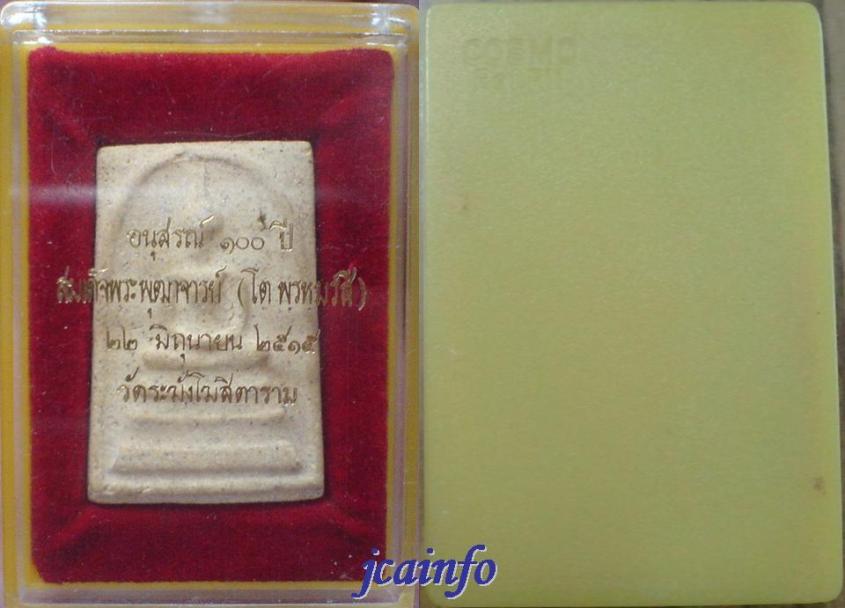 อนุสรณ์ ๑๐๐ ปี
สมเด็จพระพุฒาจารย์ (โต พรหมรํสี)
๒๒ มิถุนายน ๒๕๑๕
วัดระฆังโฆสิตาราม
jcainfo